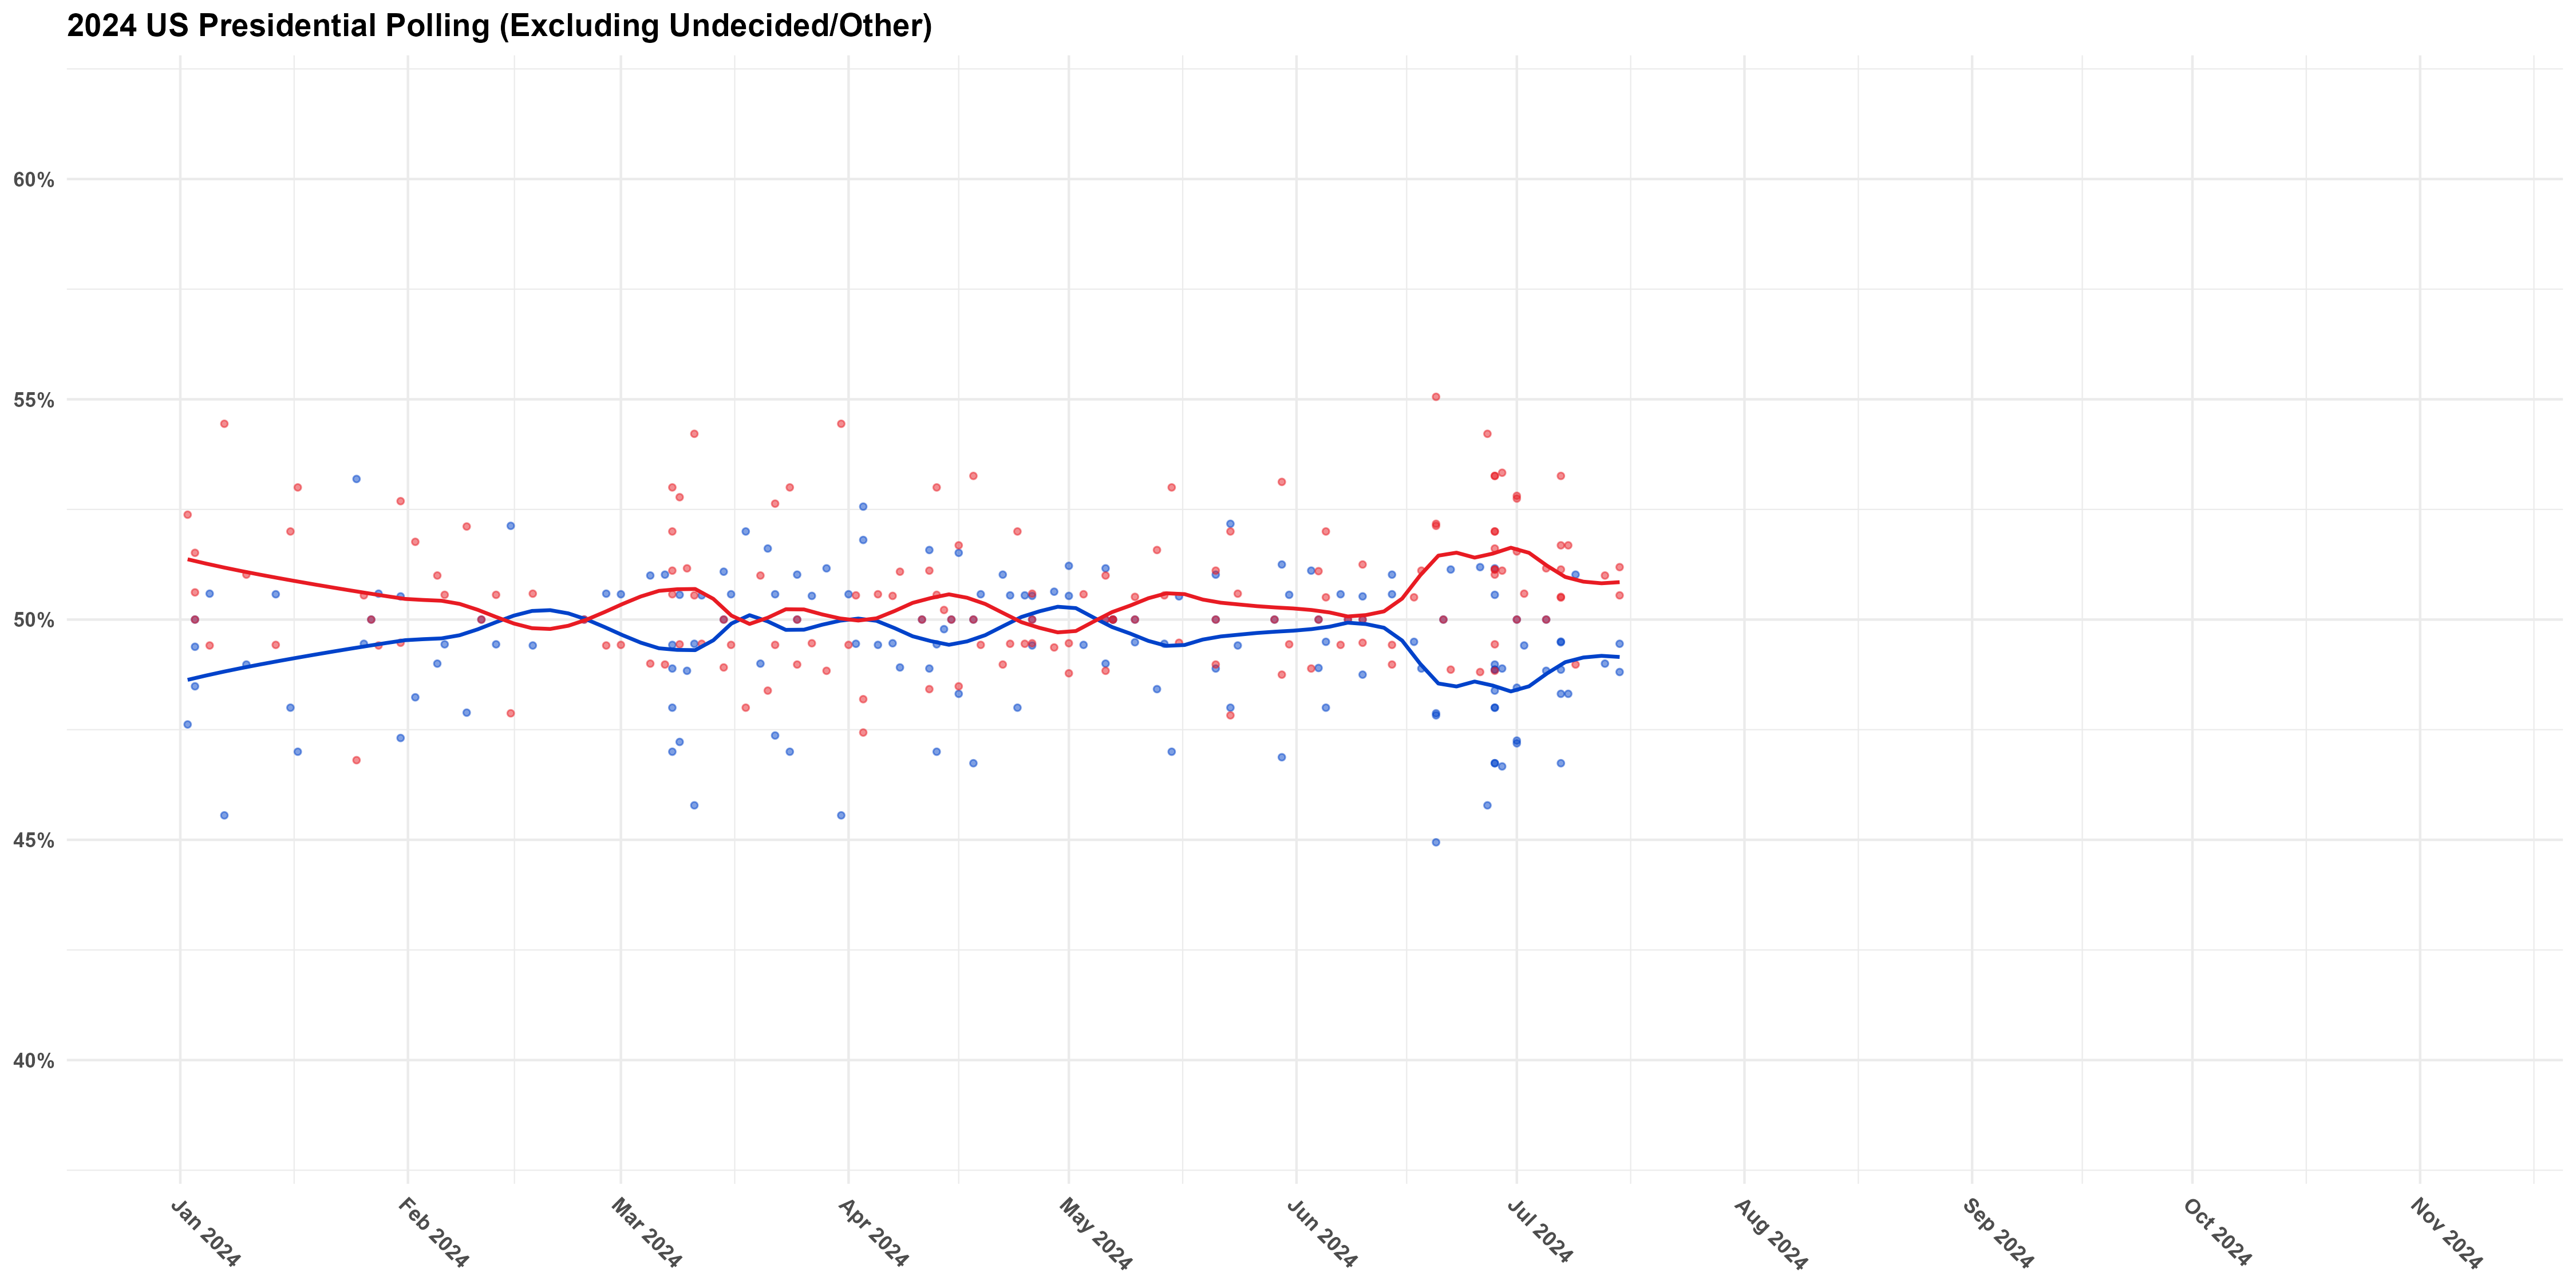 2024 US Presidential Polling (Excluding Undecided/Other)
60%
55%
50%
45%
40%
Jan 2024
Feb 2024
Mar 2024
Apr 2024
May 2024
Jun 2024
Jul 2024
Aug 2024
Sep 2024
Oct 2024
Nov 2024